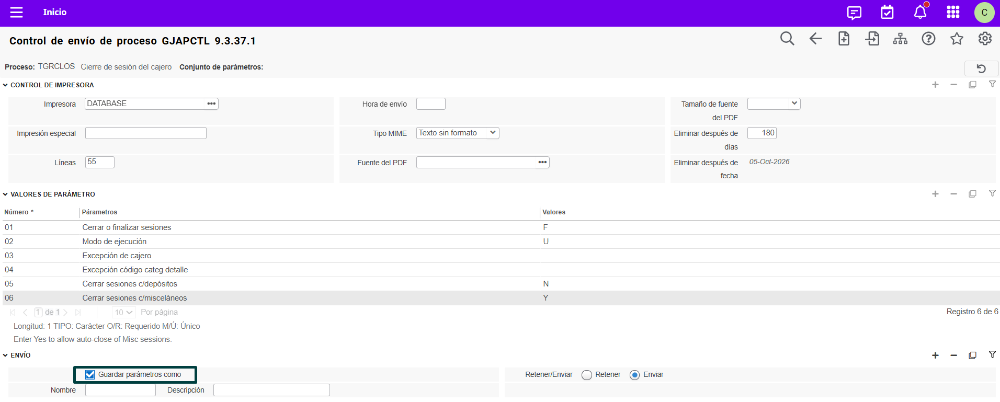 Inicio
C
Control de envío de proceso GJAPCTL 9.3.37.1
Proceso: TGRCLOS Cierre de sesión del cajero Conjunto de parámetros:
CONTROL DE IMPRESORA
Impresora DATABASE ••• Hora de envío Tamaño de fuente del PDF
Impresión especial Tipo MIME Texto sin formato Eliminar después de días 180
Líneas 55 Fuente del PDF ••• Eliminar después de fecha 05-Oct-2026
VALORES DE PARÁMETRO
Número * Párametros Valores
01 Cerrar o finalizar sesiones F
02 Modo de ejecución U
03 Excepción de cajero
04 Excepción código categ detalle
05 Cerrar sesiones c/depósitos N
06 Cerrar sesiones c/misceláneos Y
1 de 1 10 Por página Registro 6 de 6
Longitud: 1 TIPO: Carácter O/R: Requerido M/Ú: Único
Enter Yes to allow auto-close of Misc sessions.
ENVÍO
Guardar parámetros como Retener/Enviar Retener Enviar
Nombre Descripción